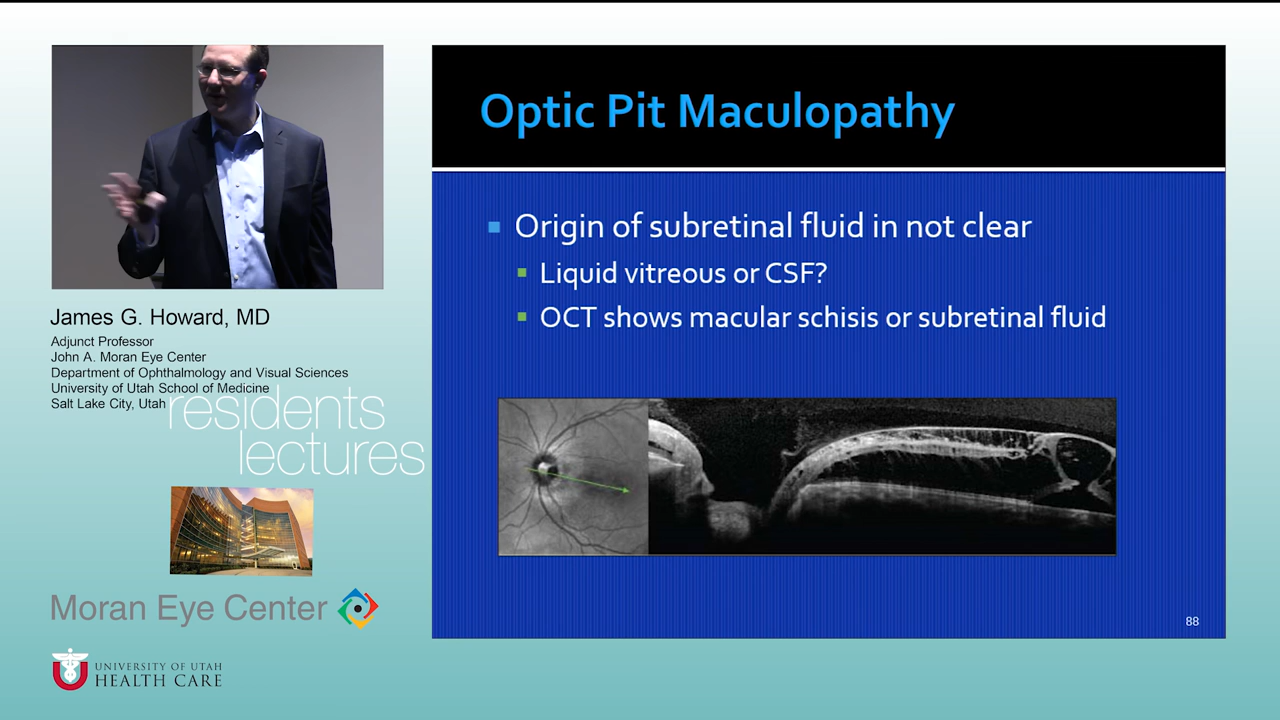 Optic Pit Maculopathy
Origin of subretinal fluid in not clear
Liquid vitreous or CSF?
OCT shows macular schisis or subretinal fluid
88
James G. Howard, MD
Adjunct Professor
John A. Moran Eye Center
Department of Ophthalmology and Visual Sciences
University of Utah School of Medicine
Salt Lake City, Utah
residents
lectures
Moran Eye Center
UNIVERSITY OF UTAH
HEALTH CARE